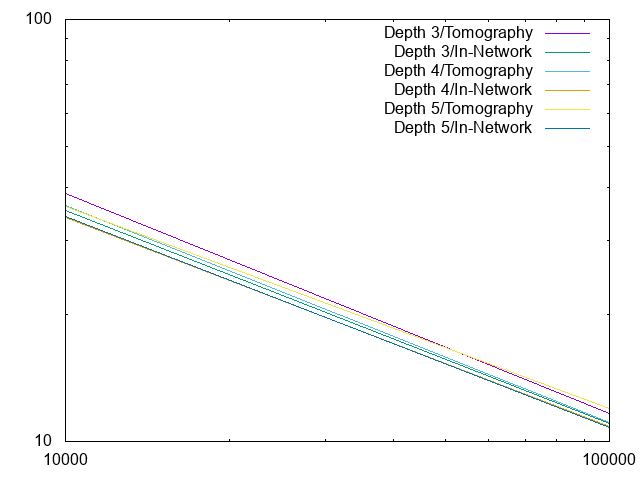 100
Depth 3/Tomography
Depth 3/In-Network
Depth 4/Tomography
Depth 4/In-Network
Depth 5/Tomography
Depth 5/In-Network
10
10000 100000